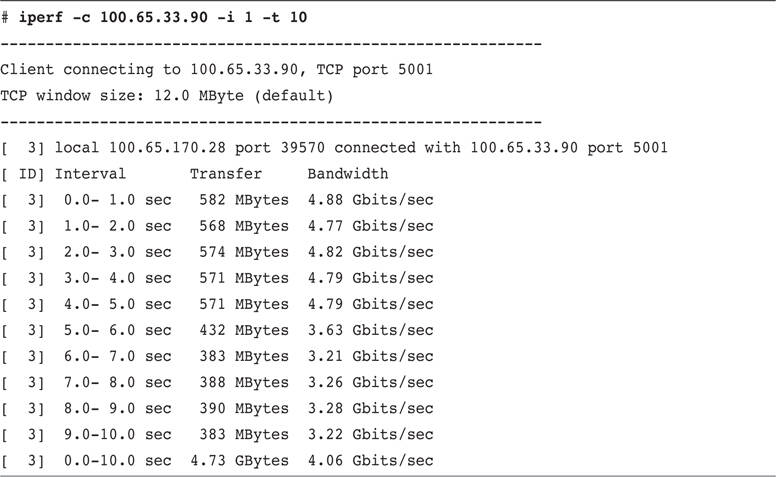 # iperf -c 100.65.33.90 -i 1 -t 10
------------------------------------------------------------
Client connecting to 100.65.33.90, TCP port 5001
TCP window size: 12.0 MByte (default)
------------------------------------------------------------
[  3] local 100.65.170.28 port 39570 connected with 100.65.33.90 port 5001
[ ID] Interval       Transfer     Bandwidth
[  3]  0.0- 1.0 sec   582 MBytes  4.88 Gbits/sec
[  3]  1.0- 2.0 sec   568 MBytes  4.77 Gbits/sec
[  3]  2.0- 3.0 sec   574 MBytes  4.82 Gbits/sec
[  3]  3.0- 4.0 sec   571 MBytes  4.79 Gbits/sec
[  3]  4.0- 5.0 sec   571 MBytes  4.79 Gbits/sec
[  3]  5.0- 6.0 sec   432 MBytes  3.63 Gbits/sec
[  3]  6.0- 7.0 sec   383 MBytes  3.21 Gbits/sec
[  3]  7.0- 8.0 sec   388 MBytes  3.26 Gbits/sec
[  3]  8.0- 9.0 sec   390 MBytes  3.28 Gbits/sec
[  3]  9.0-10.0 sec   383 MBytes  3.22 Gbits/sec
[  3]  0.0-10.0 sec  4.73 GBytes  4.06 Gbits/sec